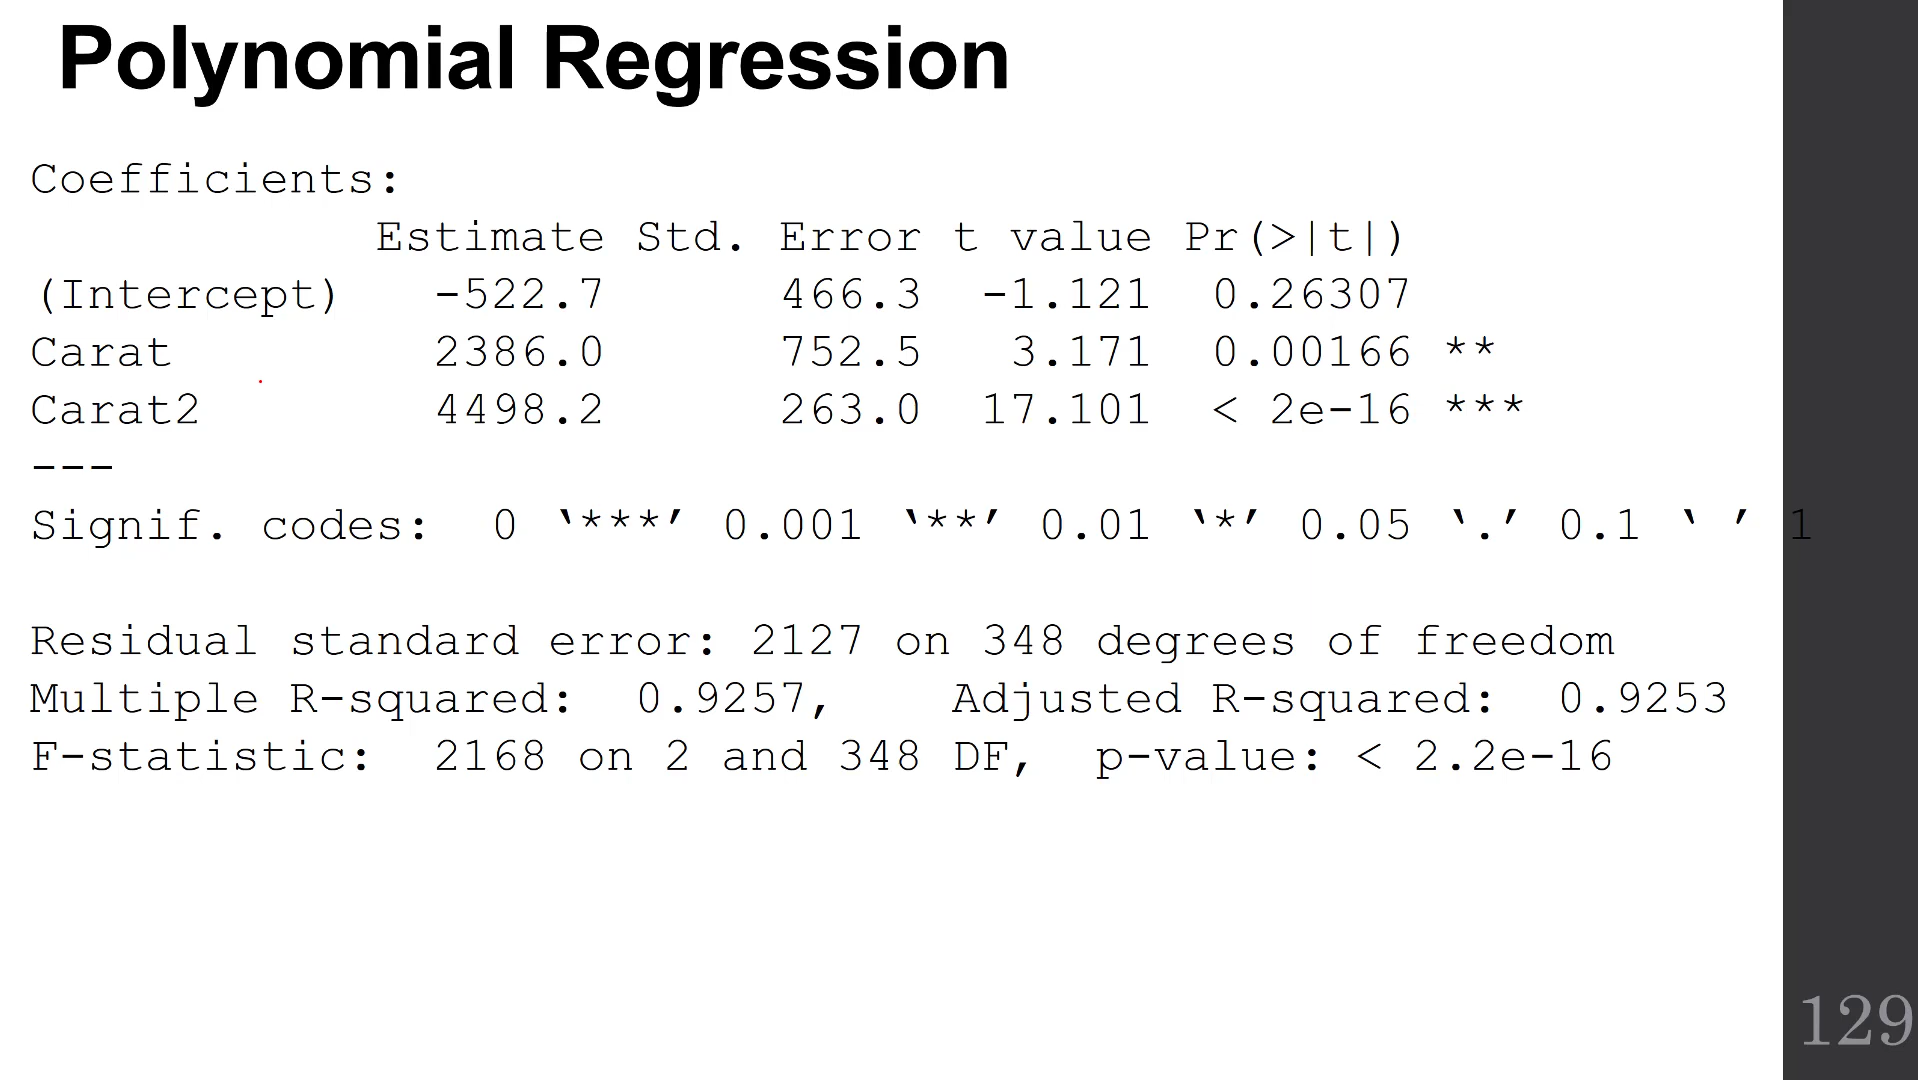 Polynomial Regression
Coefficients:
Estimate Std. Error t value Pr(>|t|)
(Intercept) -522.7 466.3 -1.121 0.26307
Carat 2386.0 752.5 3.171 0.00166 **
Carat2 4498.2 263.0 17.101 < 2e-16 ***
---
Signif. codes: 0 ‘***’ 0.001 ‘**’ 0.01 ‘*’ 0.05 ‘.’ 0.1 ‘ ’ 1
Residual standard error: 2127 on 348 degrees of freedom
Multiple R-squared: 0.9257, Adjusted R-squared: 0.9253
F-statistic: 2168 on 2 and 348 DF, p-value: < 2.2e-16
129